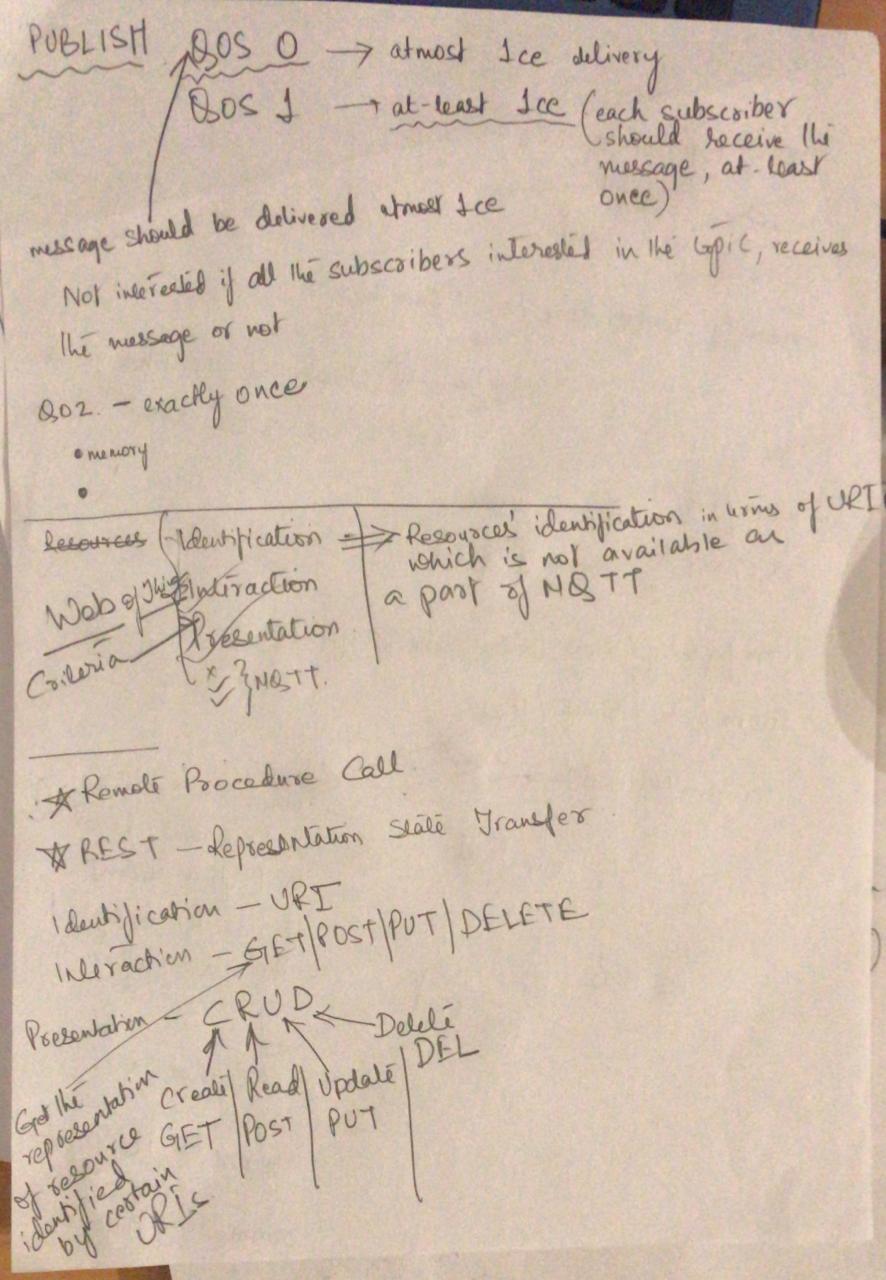 PUBLISH QOS 0 → atmost 1ce delivery
QOS 1 → at-least 1ce (each subscriber
should receive the
message, at-least
once)
message should be delivered atmost 1ce
Not interested if all the subscribers interested in the topic, receives
the message or not
QO2. - exactly once
• memory
•
Resources Identification ⇒ Resources' identification in terms of URI
which is not available as
a part of MQTT
Web of Things Interaction
Criteria Presentation
x ✓ ✓ } MQTT.
☆ Remote Procedure Call
☆ REST - Representation State Transfer
Identification - URI
Interaction - GET|POST|PUT|DELETE
Presentation - CRUD
Create| Read| Update| Delete
GET |POST PUT DEL
Get the
representation
of resource
identified
by certain
URIs